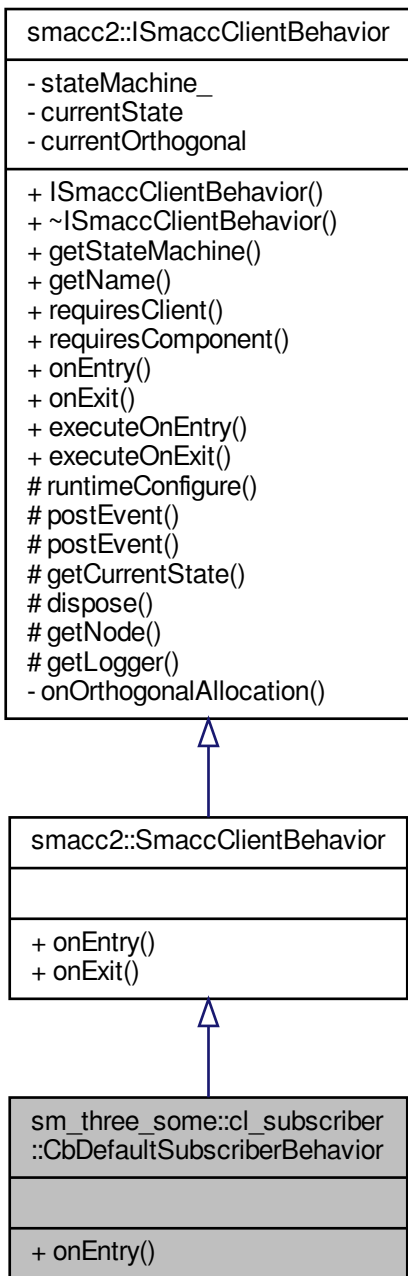 smacc2::ISmaccClientBehavior
- stateMachine_
- currentState
- currentOrthogonal
+ ISmaccClientBehavior()
+ ~ISmaccClientBehavior()
+ getStateMachine()
+ getName()
+ requiresClient()
+ requiresComponent()
+ onEntry()
+ onExit()
+ executeOnEntry()
+ executeOnExit()
# runtimeConfigure()
# postEvent()
# postEvent()
# getCurrentState()
# dispose()
# getNode()
# getLogger()
- onOrthogonalAllocation()
smacc2::SmaccClientBehavior
+ onEntry()
+ onExit()
sm_three_some::cl_subscriber
::CbDefaultSubscriberBehavior
+ onEntry()